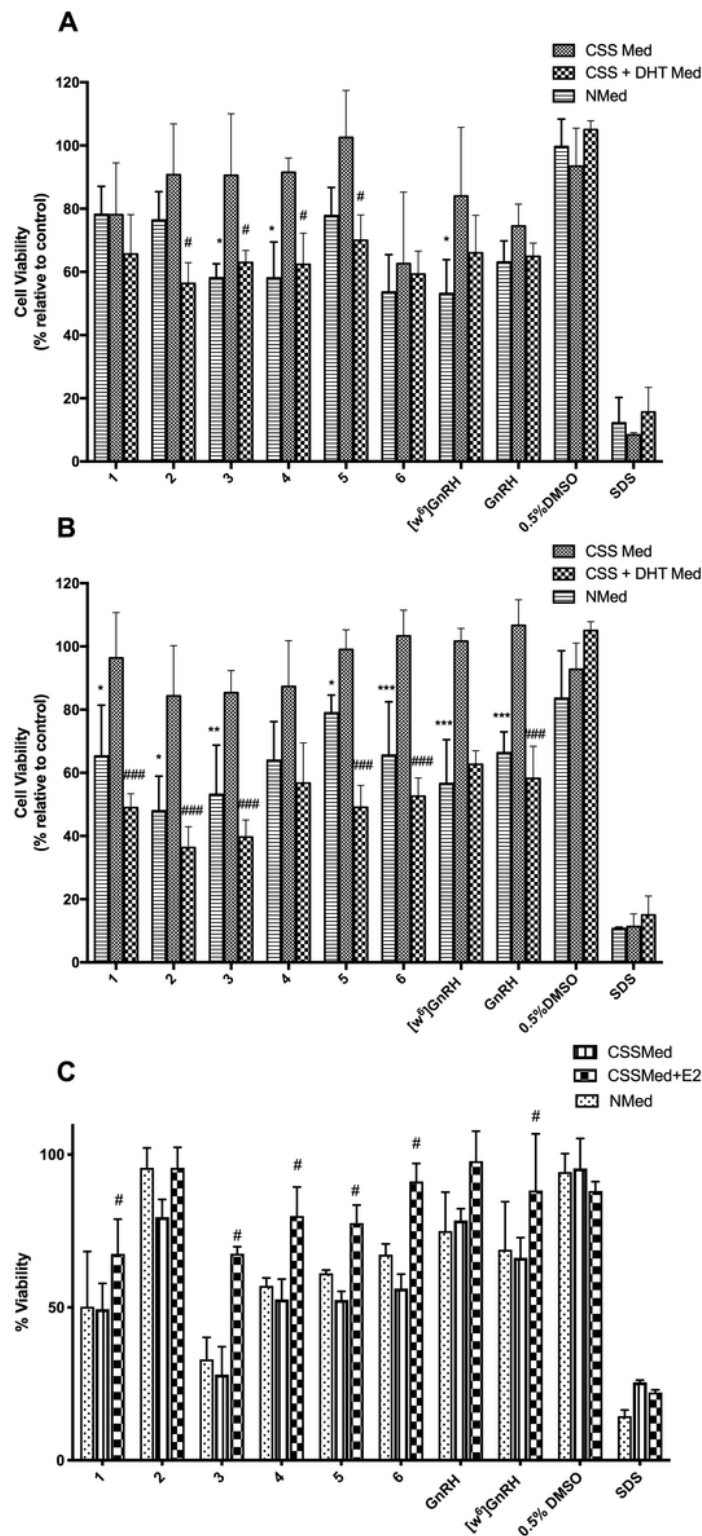 A
CSS Med
CSS + DHT Med
NMed
Cell Viability
(% relative to control)
120
100
80
60
40
20
0
#
*
#
*
#
#
*
1
2
3
4
5
6
[w⁶]GnRH
GnRH
0.5%DMSO
SDS
B
CSS Med
CSS + DHT Med
NMed
Cell Viability
(% relative to control)
120
100
80
60
40
20
0
*
###
*
###
**
###
*
###
***
###
***
***
###
1
2
3
4
5
6
[w⁶]GnRH
GnRH
0.5%DMSO
SDS
C
CSSMed
CSSMed+E2
NMed
% Viability
100
50
0
#
#
#
#
#
#
1
2
3
4
5
6
GnRH
[w⁶]GnRH
0.5% DMSO
SDS